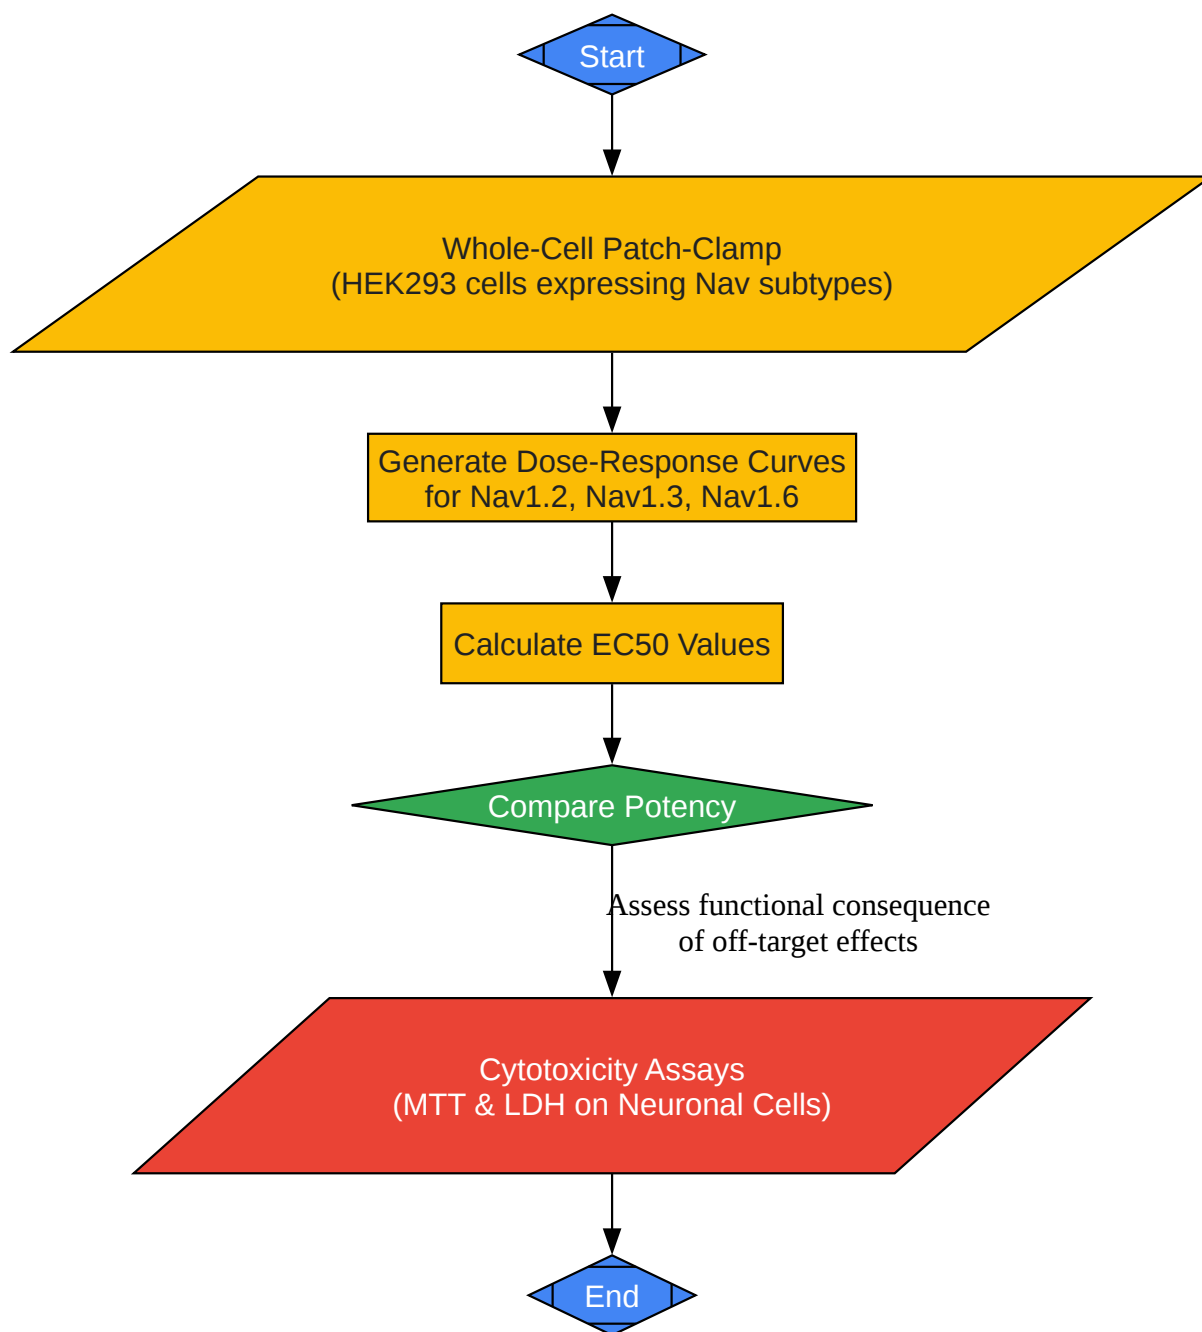 Start
Whole-Cell Patch-Clamp
(HEK293 cells expressing Nav subtypes)
Generate Dose-Response Curves
for Nav1.2, Nav1.3, Nav1.6
Calculate EC50 Values
Compare Potency
Assess functional consequence
of off-target effects
Cytotoxicity Assays
(MTT & LDH on Neuronal Cells)
End